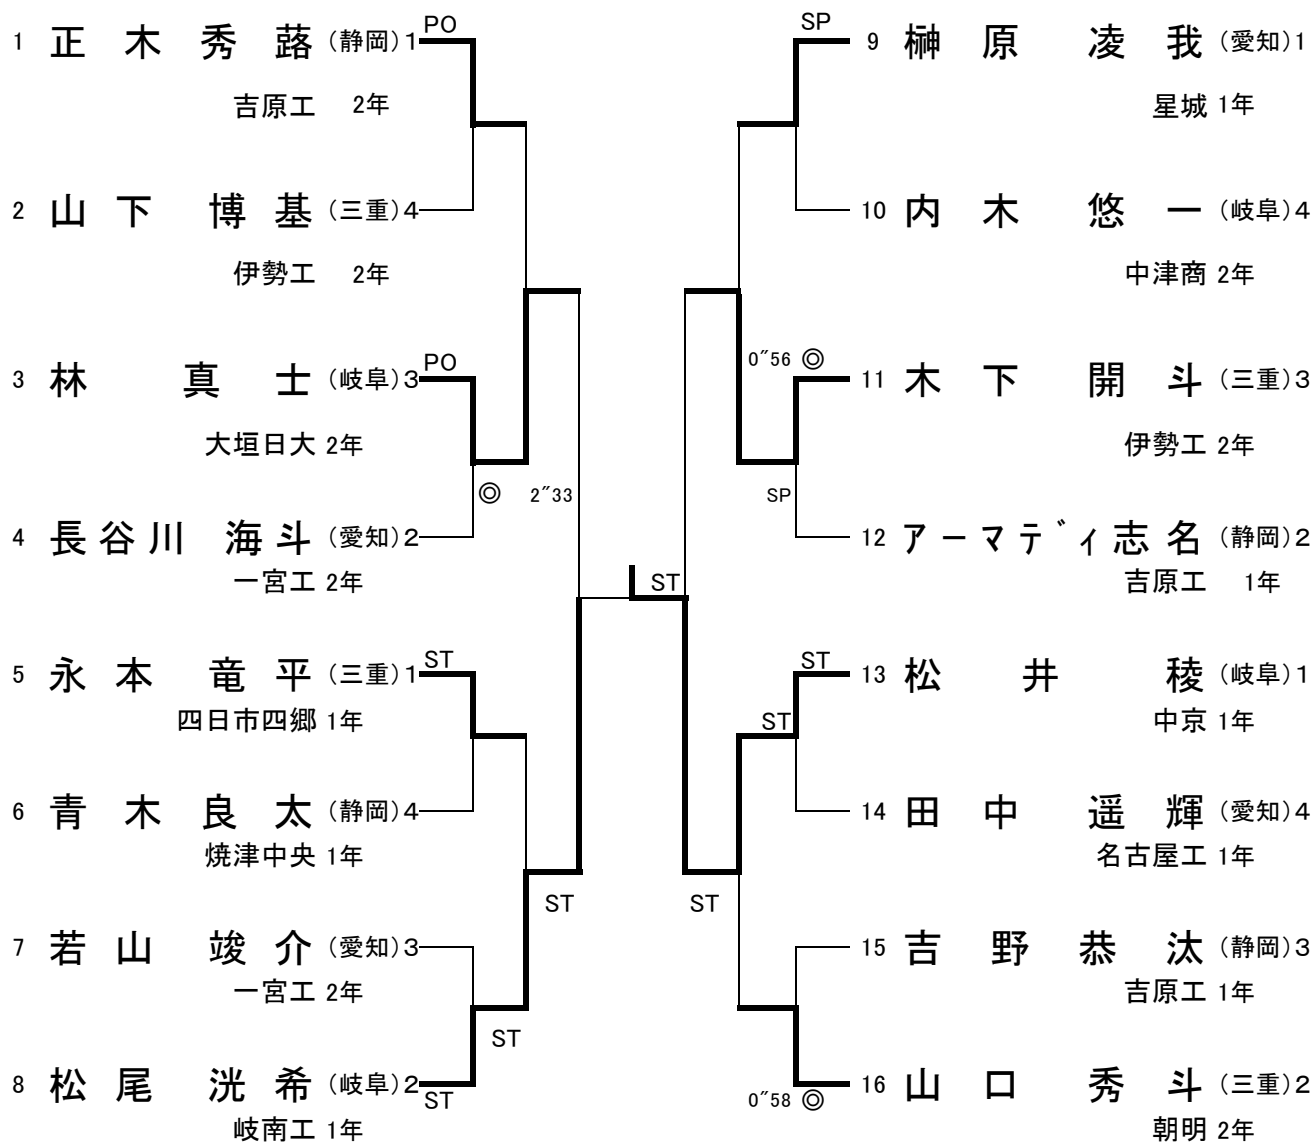 1 正木秀蕗 (静岡)1 PO
吉原工 2年
2 山下博基 (三重)4
伊勢工 2年
3 林真士 (岐阜)3 PO
大垣日大 2年
◎ 2″33
4 長谷川海斗 (愛知)2
一宮工 2年
5 永本竜平 (三重)1 ST
四日市四郷 1年
6 青木良太 (静岡)4
焼津中央 1年
ST
7 若山竣介 (愛知)3
一宮工 2年
ST
8 松尾洸希 (岐阜)2 ST
岐南工 1年
ST
SP 9 榊原凌我 (愛知)1
星城 1年
10 内木悠一 (岐阜)4
中津商 2年
0″56 ◎
11 木下開斗 (三重)3
伊勢工 2年
SP
12 アーマディ志名 (静岡)2
吉原工 1年
ST 13 松井稜 (岐阜)1
中京 1年
ST
14 田中遥輝 (愛知)4
名古屋工 1年
ST
15 吉野恭汰 (静岡)3
吉原工 1年
0″58 ◎ 16 山口秀斗 (三重)2
朝明 2年